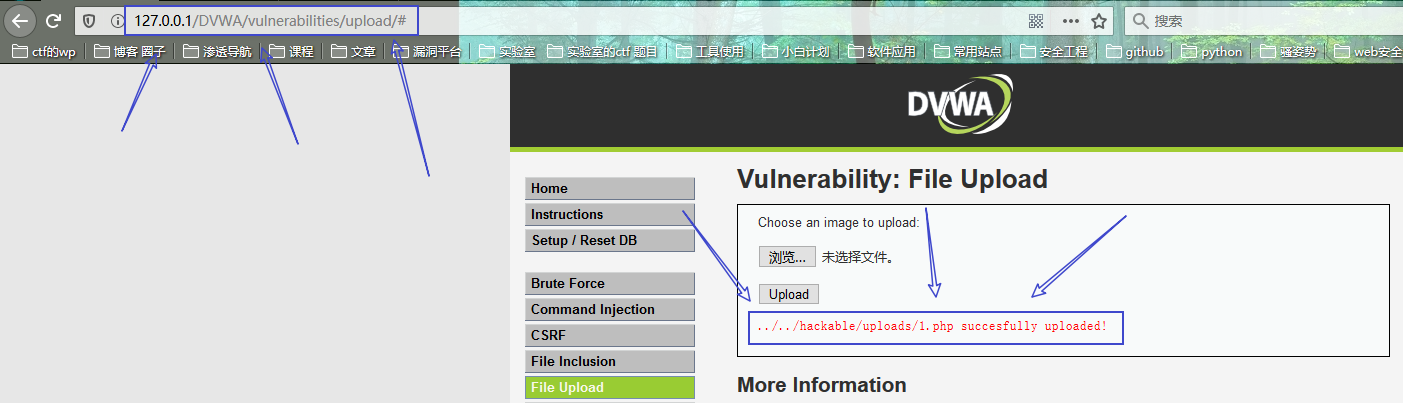 127.0.0.1/DVWA/vulnerabilities/upload/#
搜索
ctf的wp 博客 圈子 渗透导航 课程 文章 漏洞平台 实验室 实验室的ctf 题目 工具使用 小白计划 软件应用 常用站点 安全工程 github python 骚姿势 web安全
DVWA
Home
Instructions
Setup / Reset DB
Brute Force
Command Injection
CSRF
File Inclusion
File Upload
Vulnerability: File Upload
Choose an image to upload:
浏览... 未选择文件。
Upload
../../hackable/uploads/1.php succesfully uploaded!
More Information